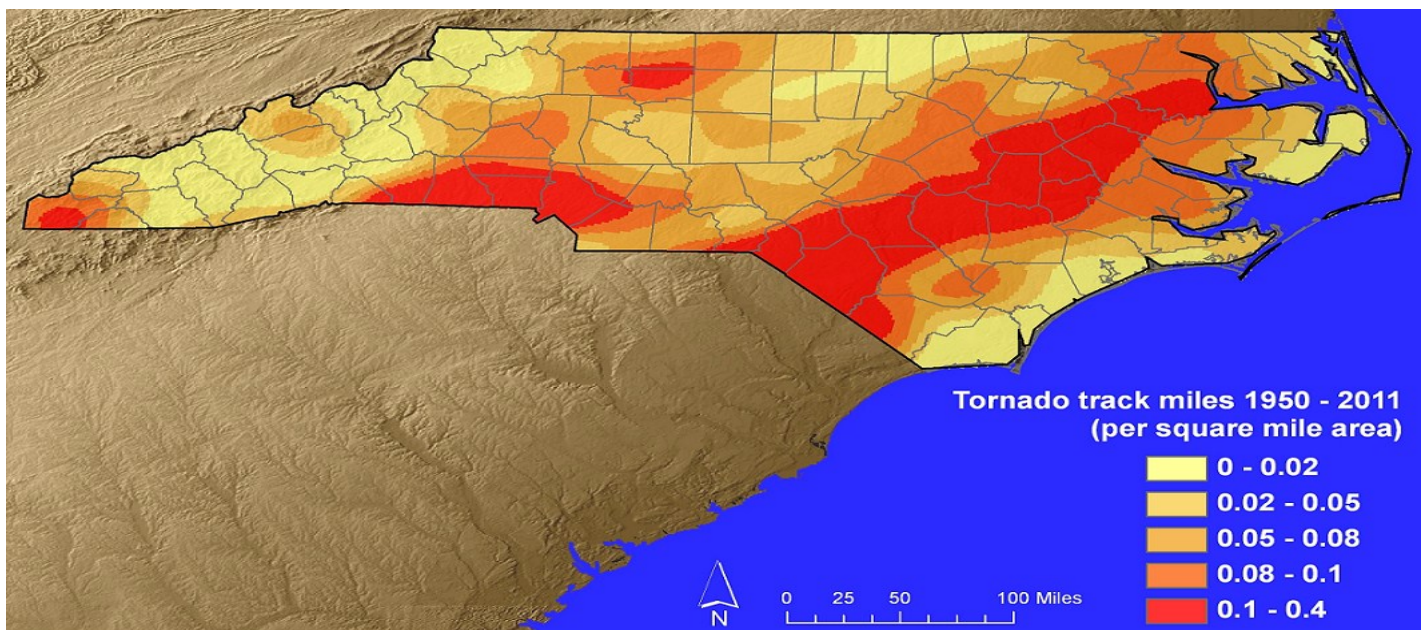 Tornado track miles 1950 - 2011
(per square mile area)
0 - 0.02
0.02 - 0.05
0.05 - 0.08
0.08 - 0.1
0.1 - 0.4
N
0 25 50 100 Miles